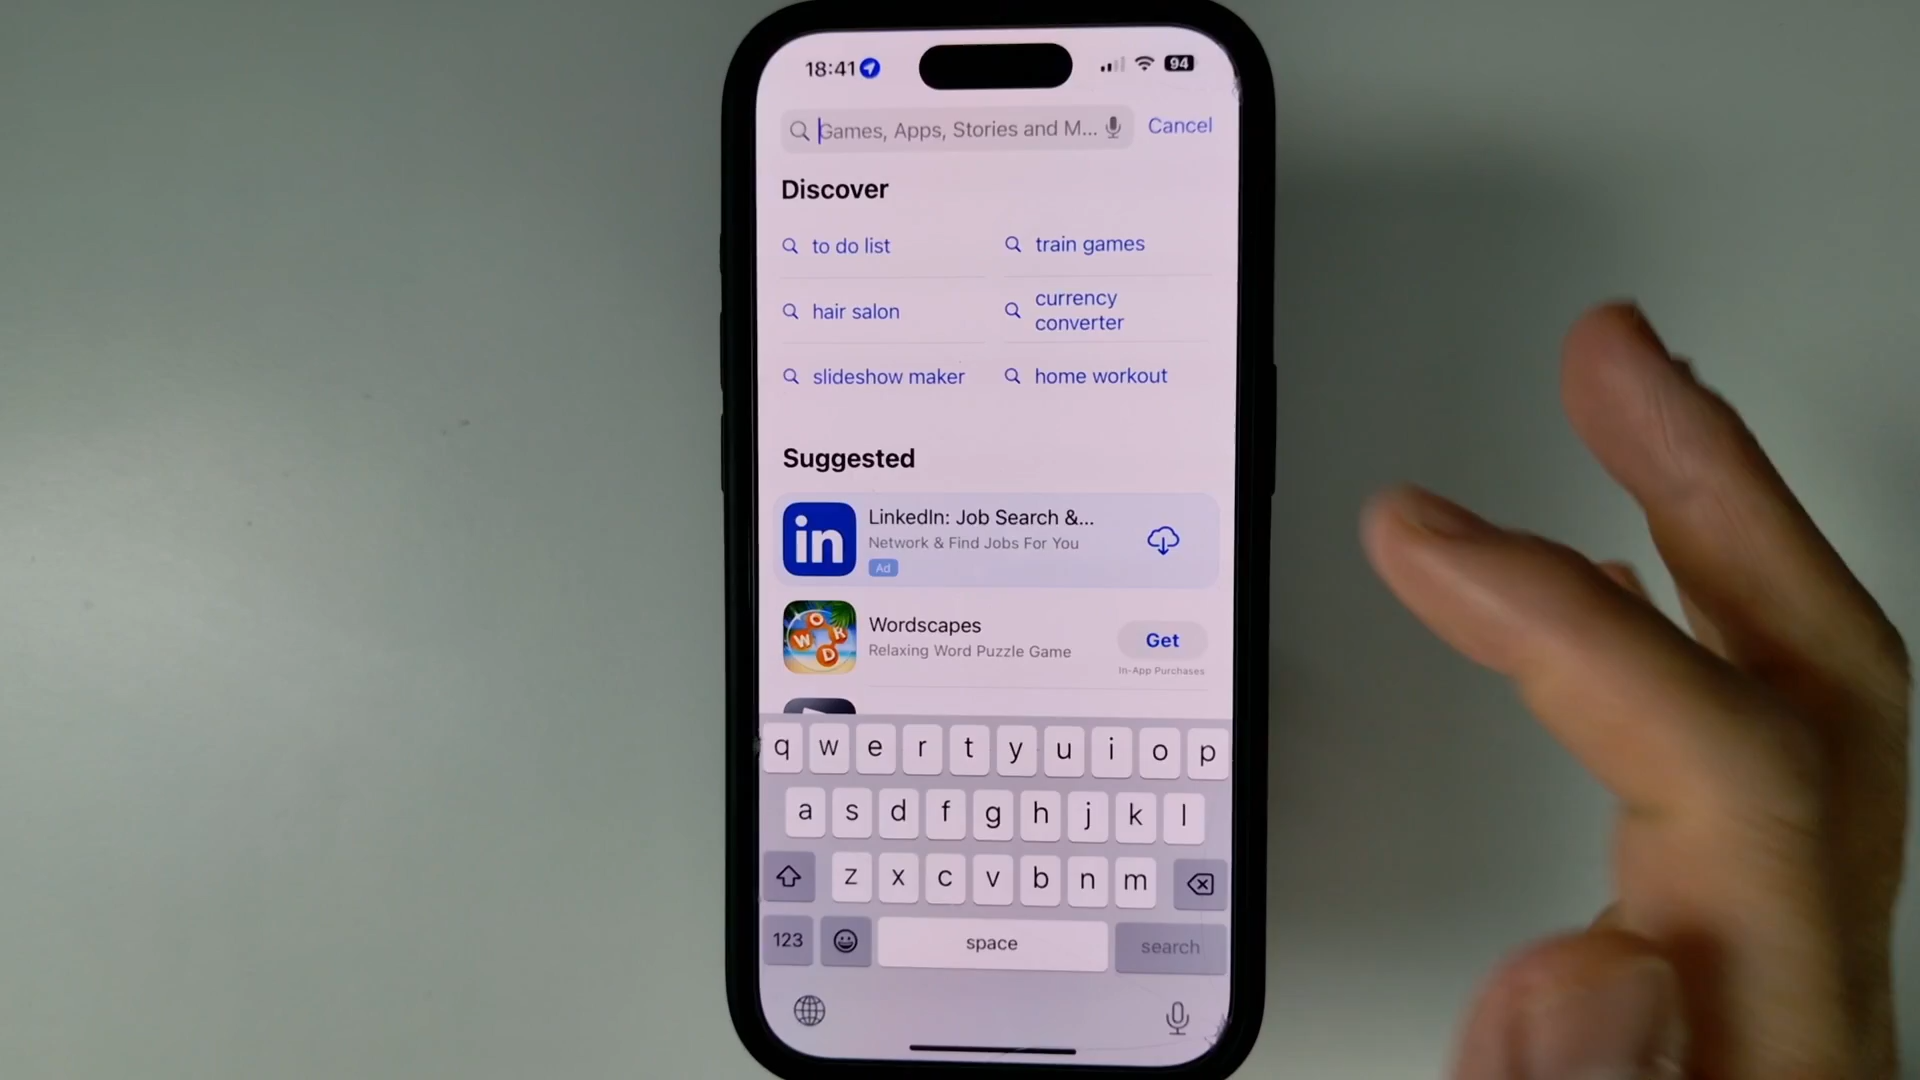 18:41
94
Games, Apps, Stories and M...
Cancel
Discover
to do list
train games
hair salon
currency
converter
slideshow maker
home workout
Suggested
in
LinkedIn: Job Search &...
Network & Find Jobs For You
Ad
WORD
Wordscapes
Relaxing Word Puzzle Game
Get
In-App Purchases
q w e r t y u i o p
a s d f g h j k l
z x c v b n m
123
space
search